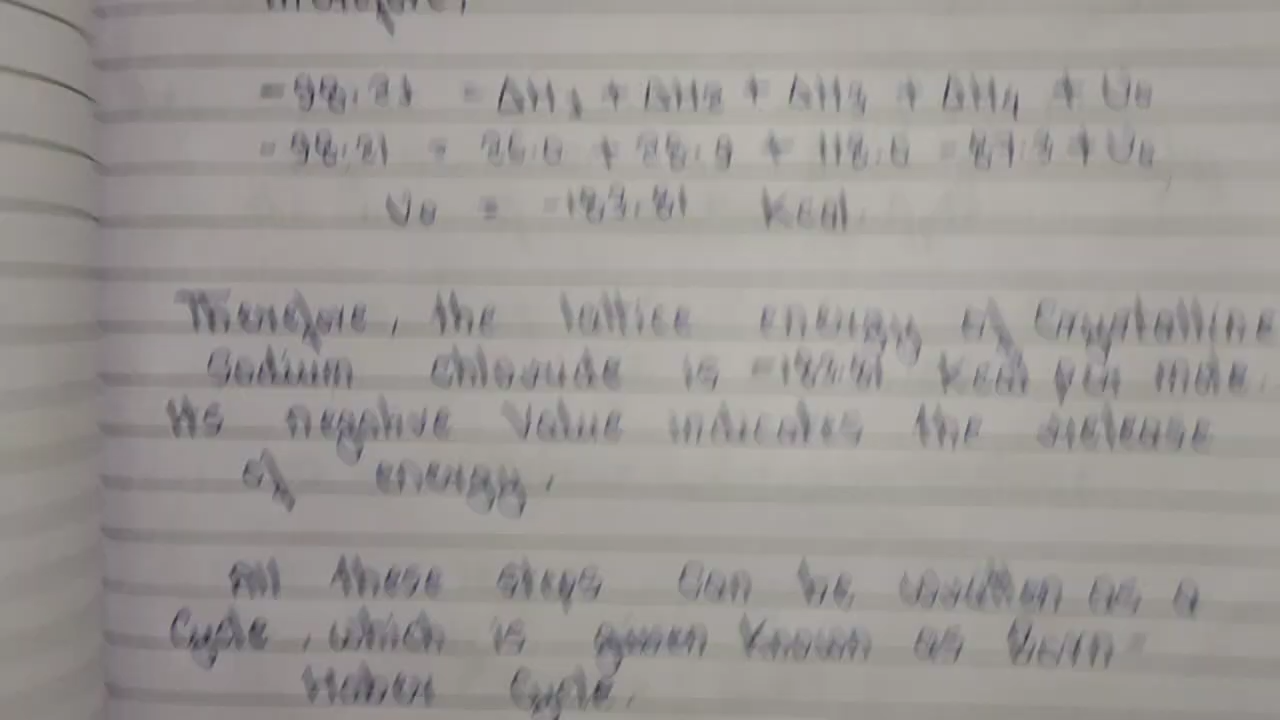 Therefore,
-98.21 = ΔH1 + ΔH2 + ΔH3 + ΔH4 + U0
-98.21 = 26.0 + 28.9 + 118.0 - 87.3 + U0
U0 = -183.81 Kcal.
Therefore, the lattice energy of Crystalline
Sodium chloride is -183.81 Kcal per mole.
Its negative value indicates the release
of energy.
All these steps can be written as a
Cycle, which is given known as Born-
Haber Cycle.